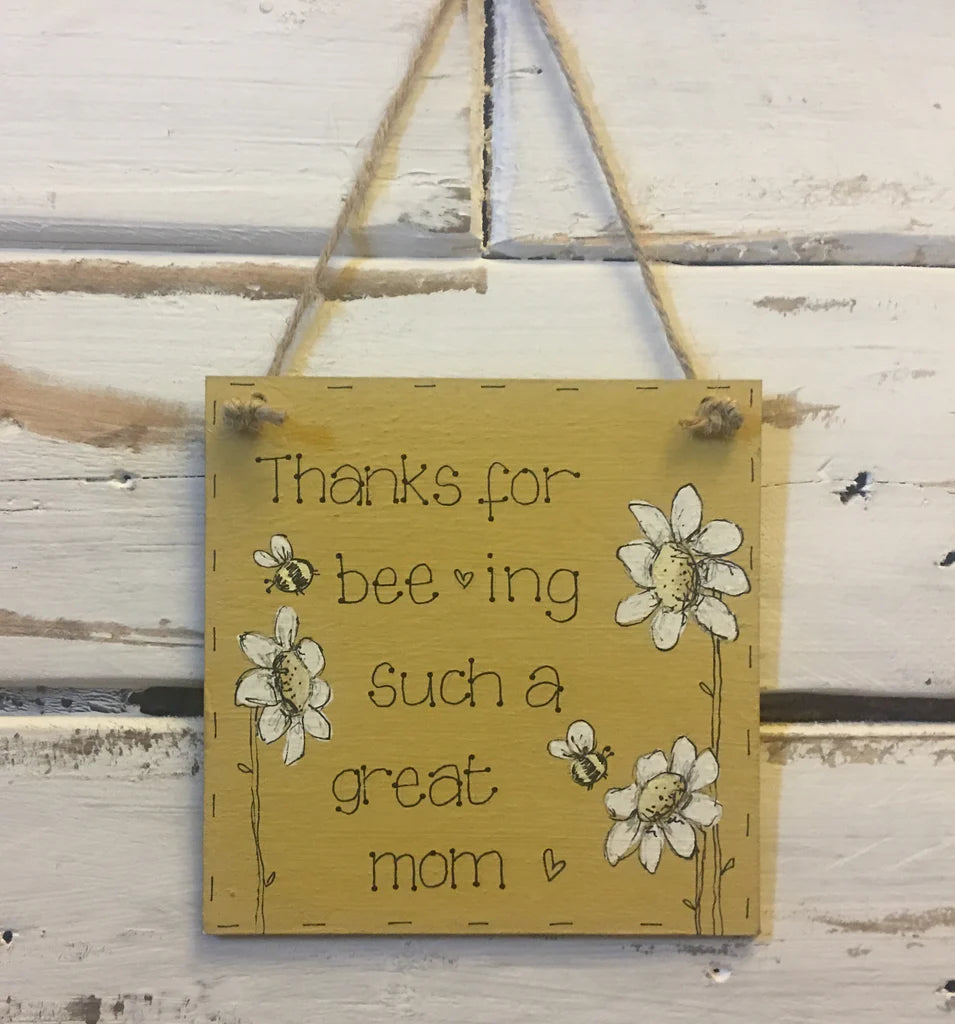 Thanks for
bee♡ing
such a
great
mom ♡